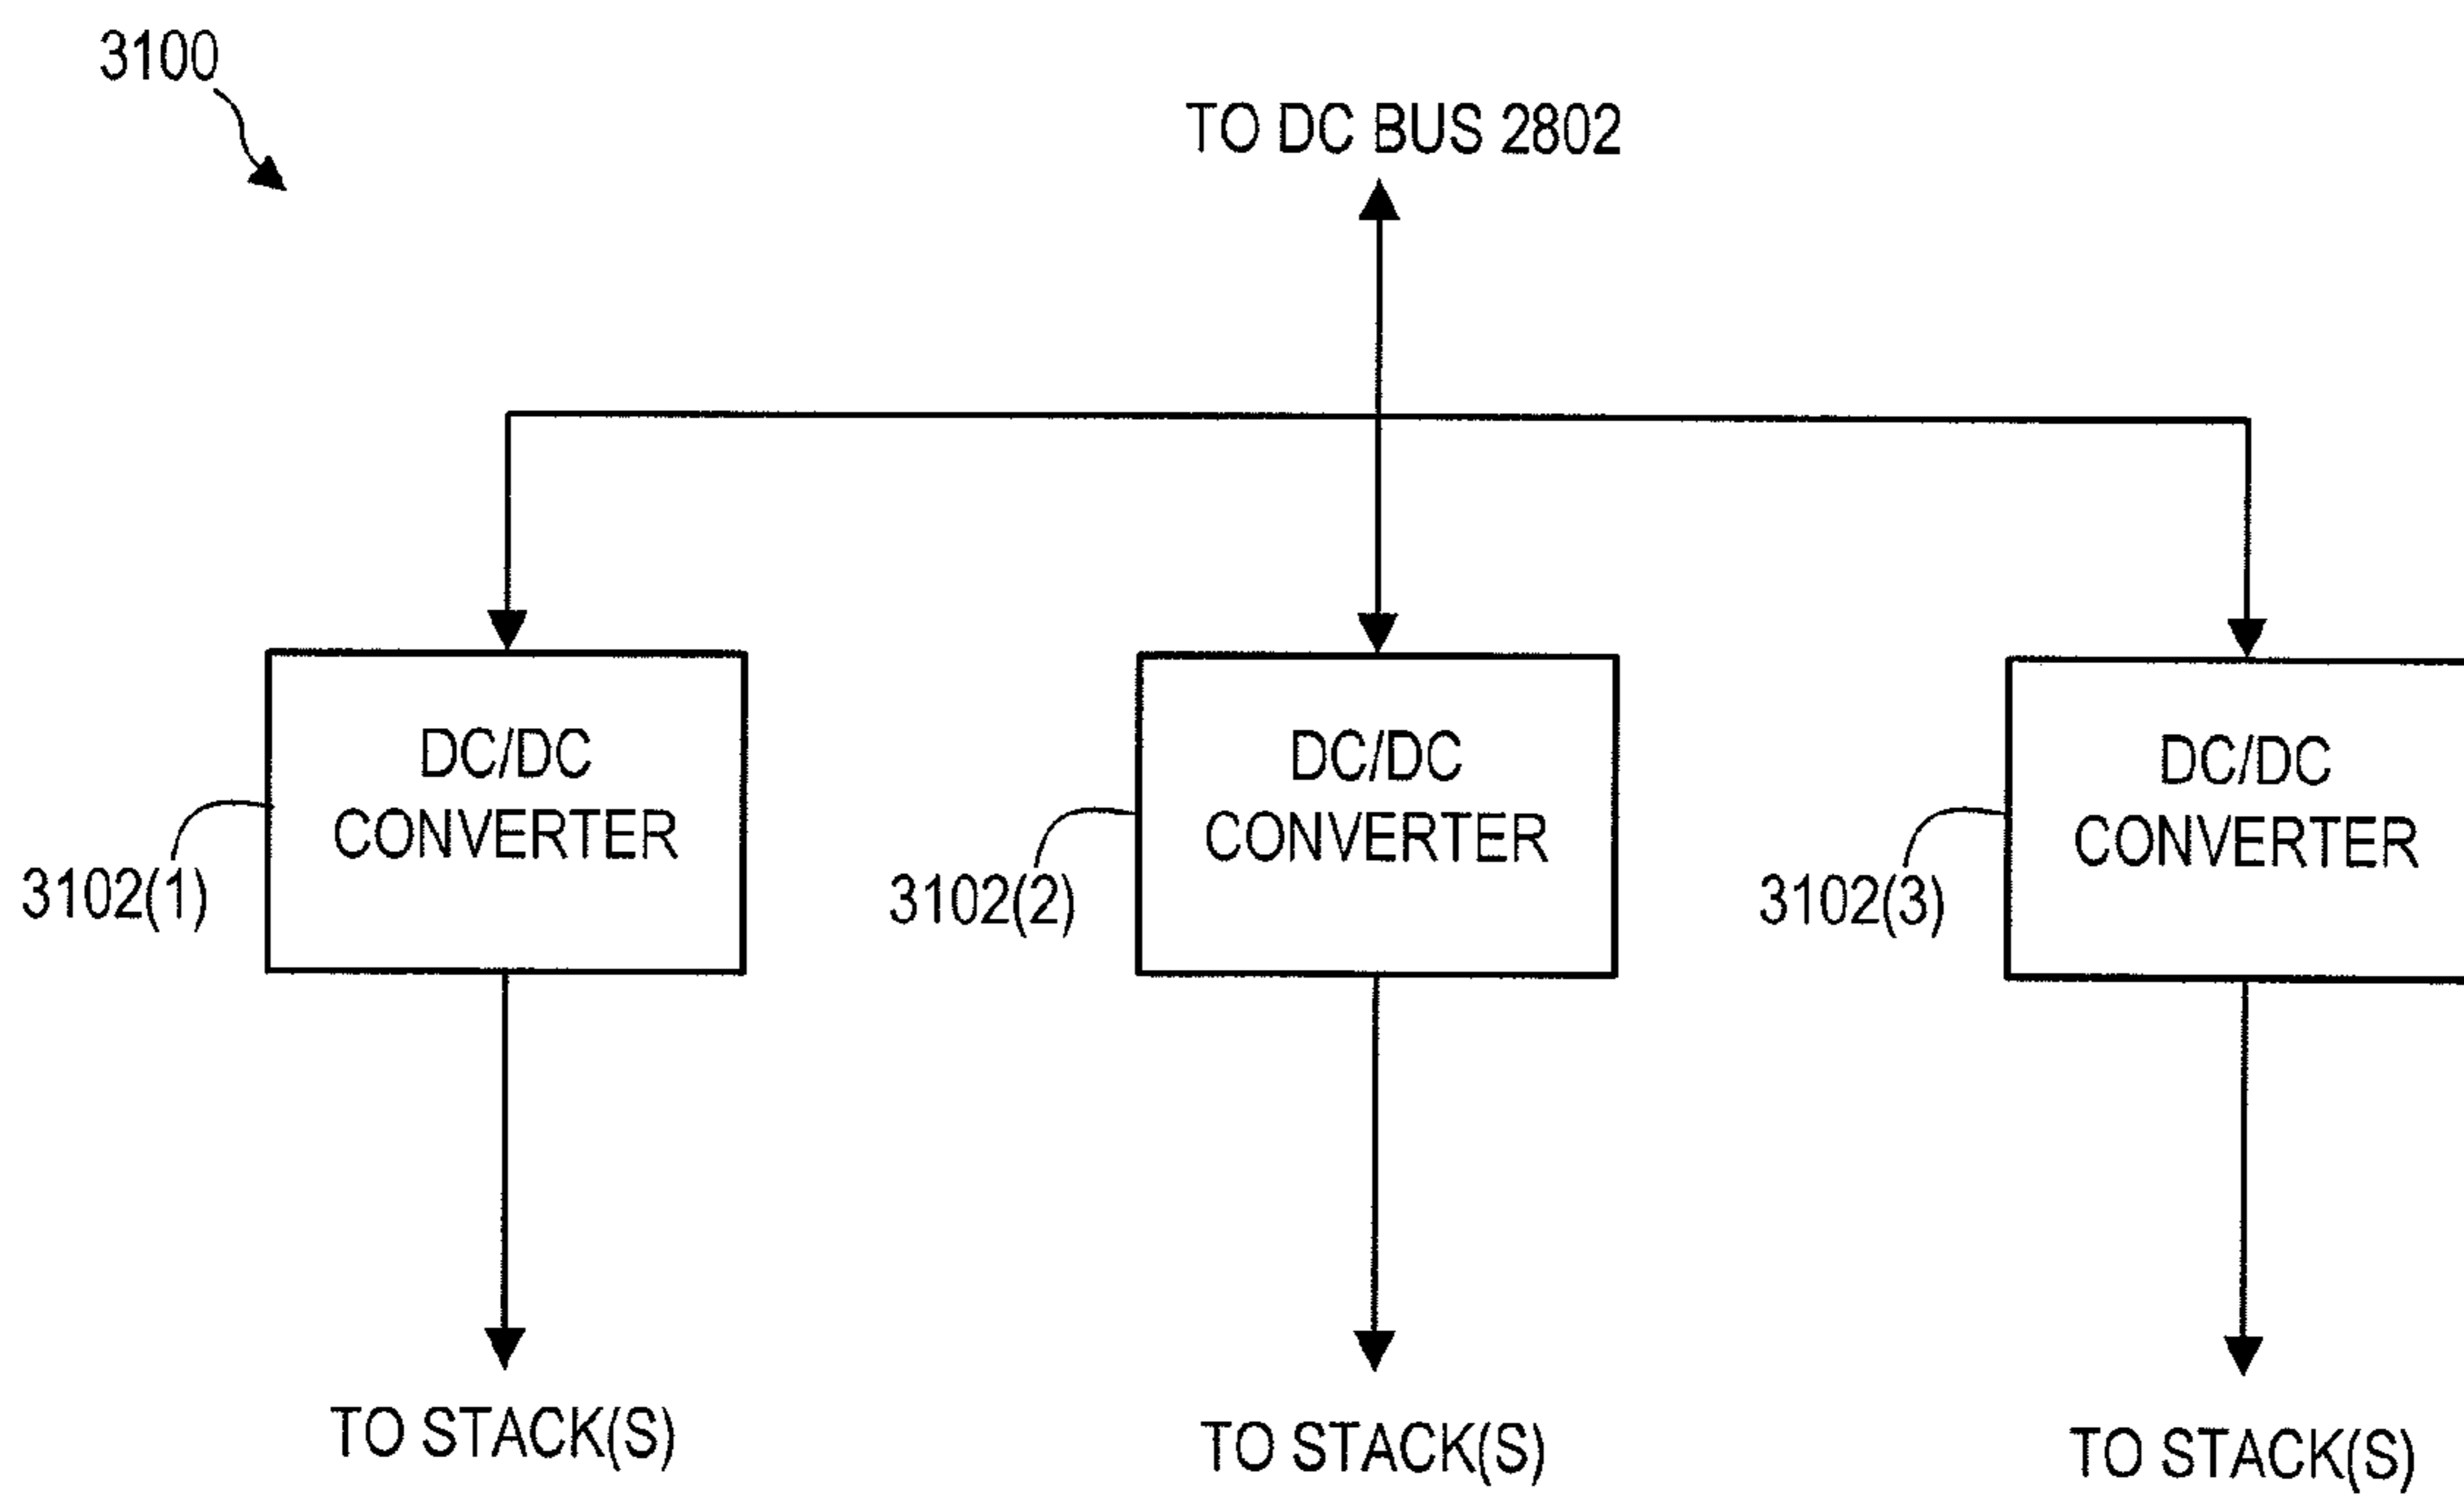 3100
TO DC BUS 2802
DC/DC
CONVERTER
3102(1)
DC/DC
CONVERTER
3102(2)
DC/DC
CONVERTER
3102(3)
TO STACK(S)
TO STACK(S)
TO STACK(S)